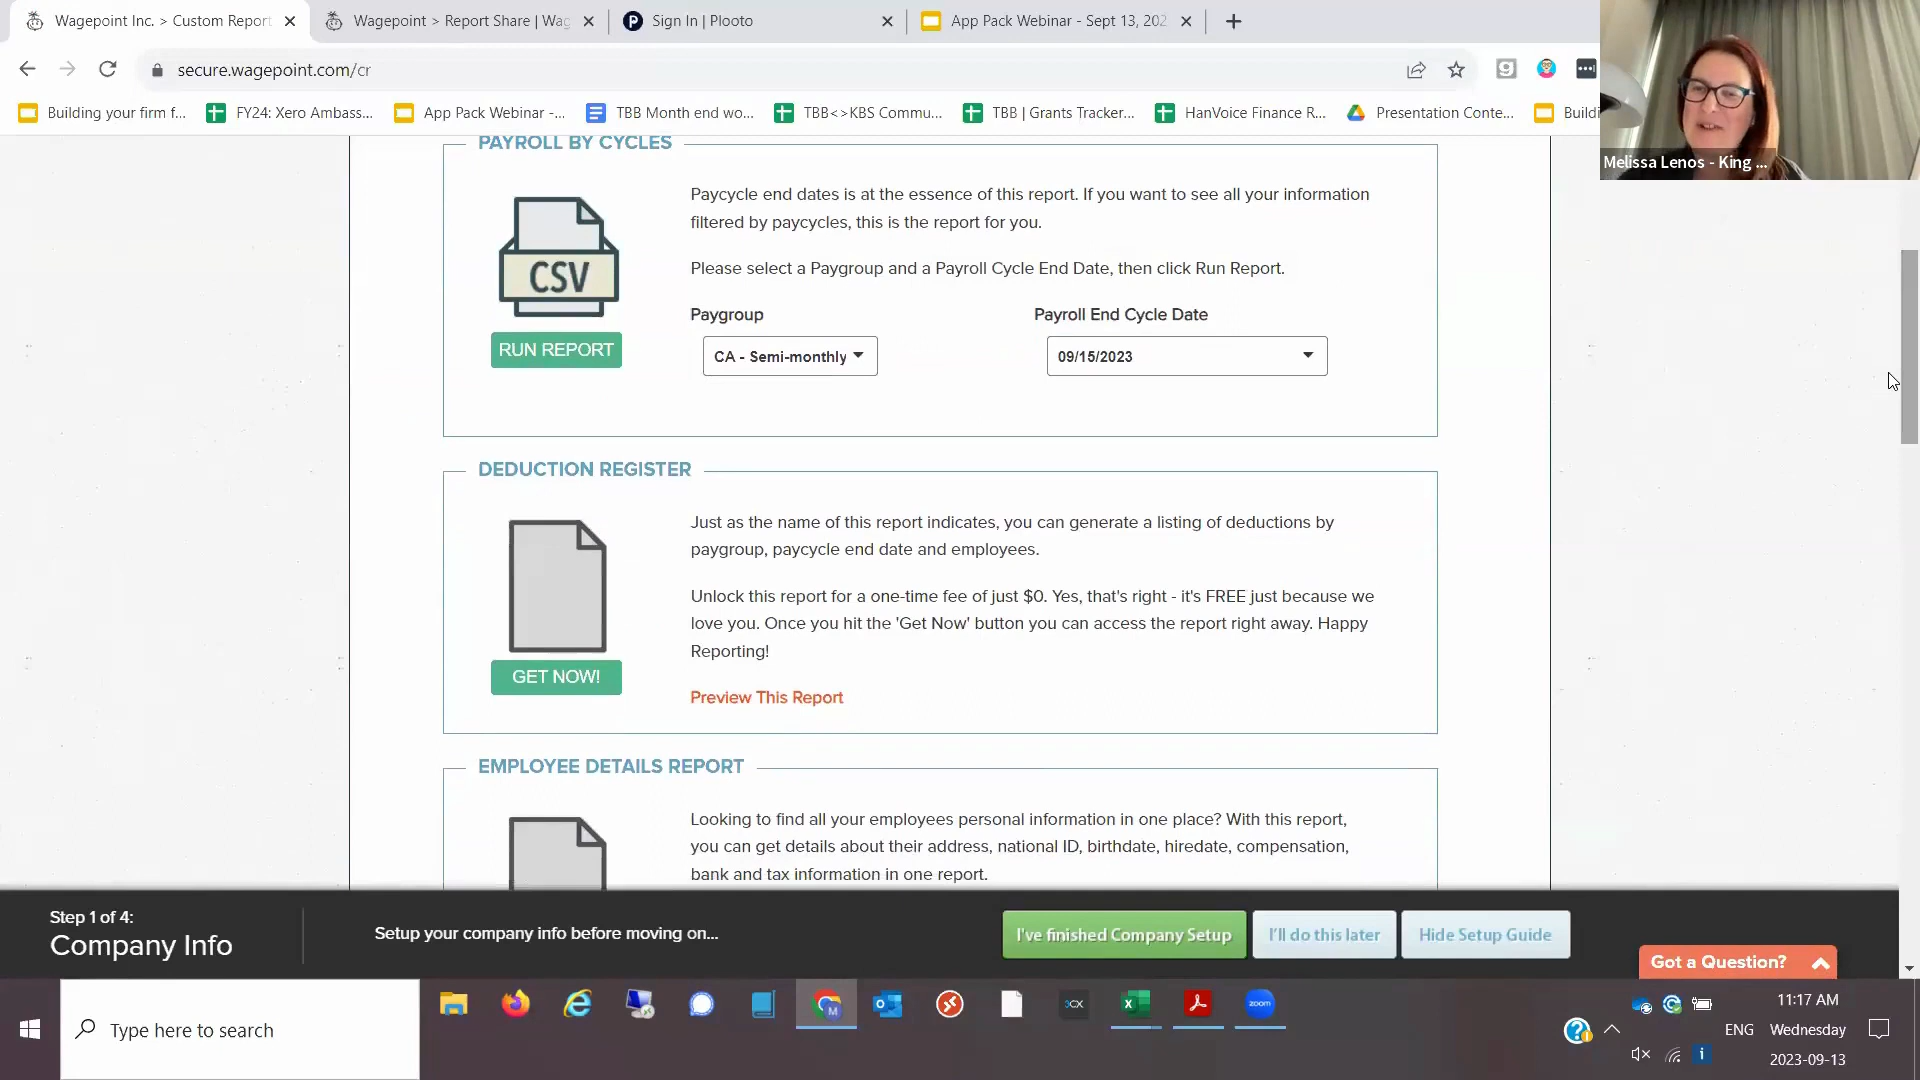 Wagepoint Inc. > Custom Report
Wagepoint > Report Share | Wag
Sign In | Plooto
App Pack Webinar - Sept 13, 202
secure.wagepoint.com/cr
Building your firm f...
FY24: Xero Ambass...
App Pack Webinar -...
TBB Month end wo...
TBB<>KBS Commu...
TBB | Grants Tracker...
HanVoice Finance R...
Presentation Conte...
Buildi
Melissa Lenos - King ...
PAYROLL BY CYCLES
CSV
RUN REPORT
Paycycle end dates is at the essence of this report. If you want to see all your information
filtered by paycycles, this is the report for you.
Please select a Paygroup and a Payroll Cycle End Date, then click Run Report.
Paygroup
Payroll End Cycle Date
CA - Semi-monthly
09/15/2023
DEDUCTION REGISTER
GET NOW!
Just as the name of this report indicates, you can generate a listing of deductions by
paygroup, paycycle end date and employees.
Unlock this report for a one-time fee of just $0. Yes, that's right - it's FREE just because we
love you. Once you hit the 'Get Now' button you can access the report right away. Happy
Reporting!
Preview This Report
EMPLOYEE DETAILS REPORT
Looking to find all your employees personal information in one place? With this report,
you can get details about their address, national ID, birthdate, hiredate, compensation,
bank and tax information in one report.
Step 1 of 4:
Company Info
Setup your company info before moving on...
I've finished Company Setup
I'll do this later
Hide Setup Guide
Got a Question?
Type here to search
3CX
zoom
ENG
11:17 AM
Wednesday
2023-09-13